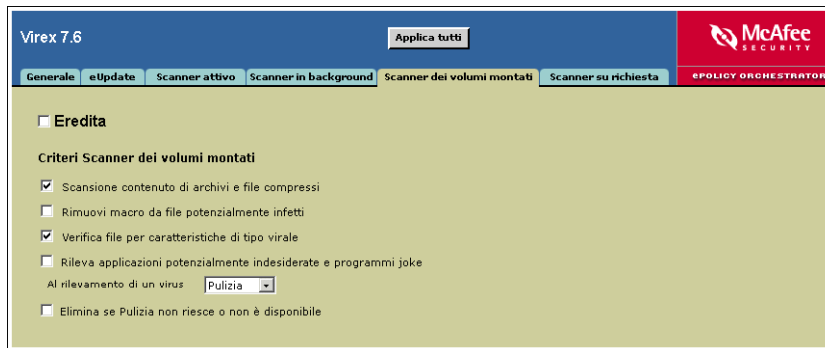 Virex 7.6
Applica tutti
McAfee
SECURITY
Generale
eUpdate
Scanner attivo
Scanner in background
Scanner dei volumi montati
Scanner su richiesta
ePOLICY ORCHESTRATOR
Eredita
Criteri Scanner dei volumi montati
Scansione contenuto di archivi e file compressi
Rimuovi macro da file potenzialmente infetti
Verifica file per caratteristiche di tipo virale
Rileva applicazioni potenzialmente indesiderate e programmi joke
Al rilevamento di un virus Pulizia
Elimina se Pulizia non riesce o non è disponibile